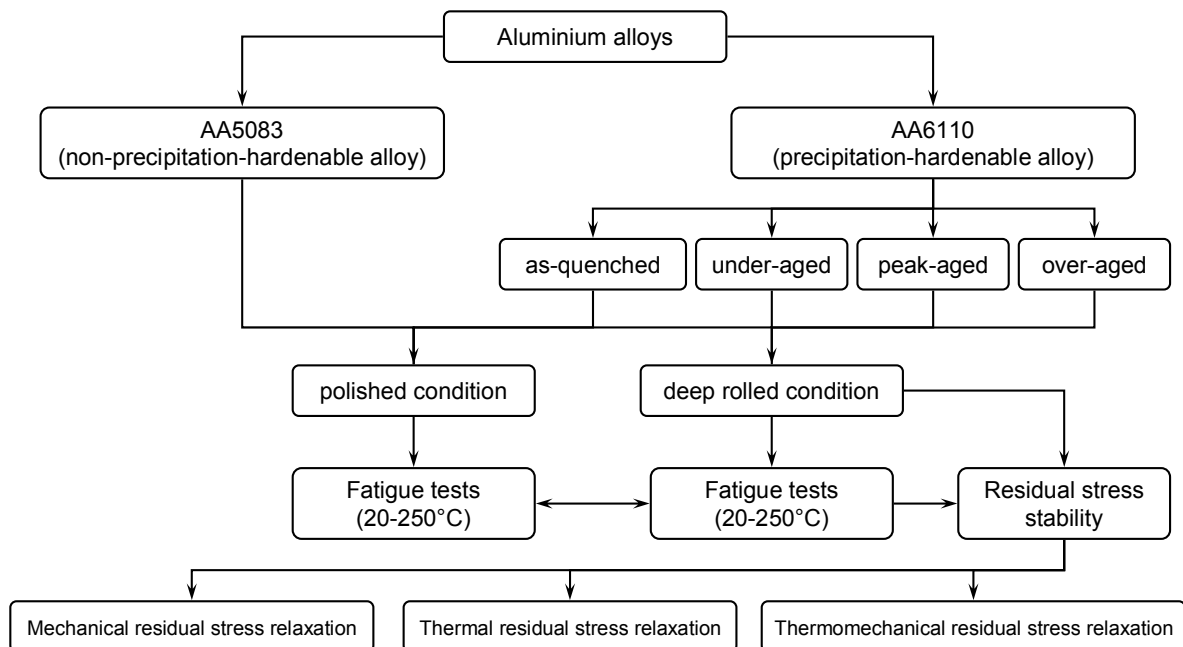 Aluminium alloys
AA5083
(non-precipitation-hardenable alloy)
AA6110
(precipitation-hardenable alloy)
as-quenched
under-aged
peak-aged
over-aged
polished condition
deep rolled condition
Fatigue tests
(20-250°C)
Fatigue tests
(20-250°C)
Residual stress
stability
Mechanical residual stress relaxation
Thermal residual stress relaxation
Thermomechanical residual stress relaxation